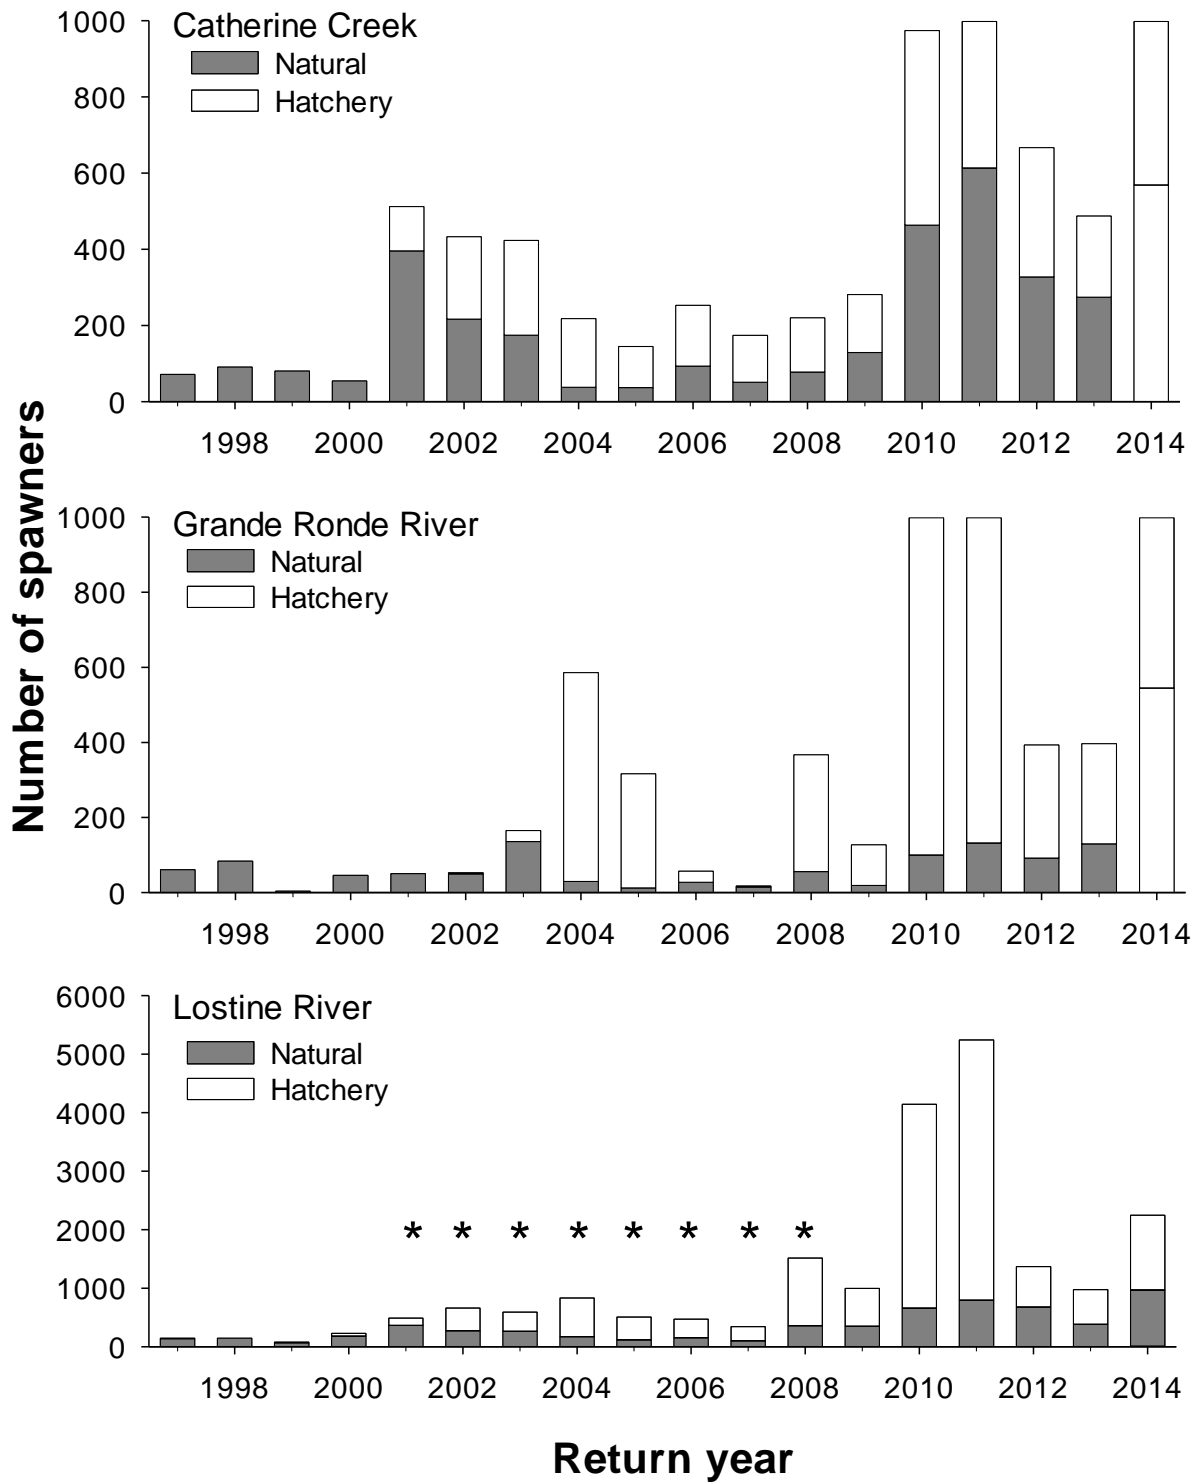 Number of spawners
Catherine Creek
Natural
Hatchery
1000
800
600
400
200
0
1998 2000 2002 2004 2006 2008 2010 2012 2014
Grande Ronde River
Natural
Hatchery
1000
800
600
400
200
0
1998 2000 2002 2004 2006 2008 2010 2012 2014
Lostine River
Natural
Hatchery
6000
5000
4000
3000
2000
1000
0
* * * * * * * *
1998 2000 2002 2004 2006 2008 2010 2012 2014
Return year